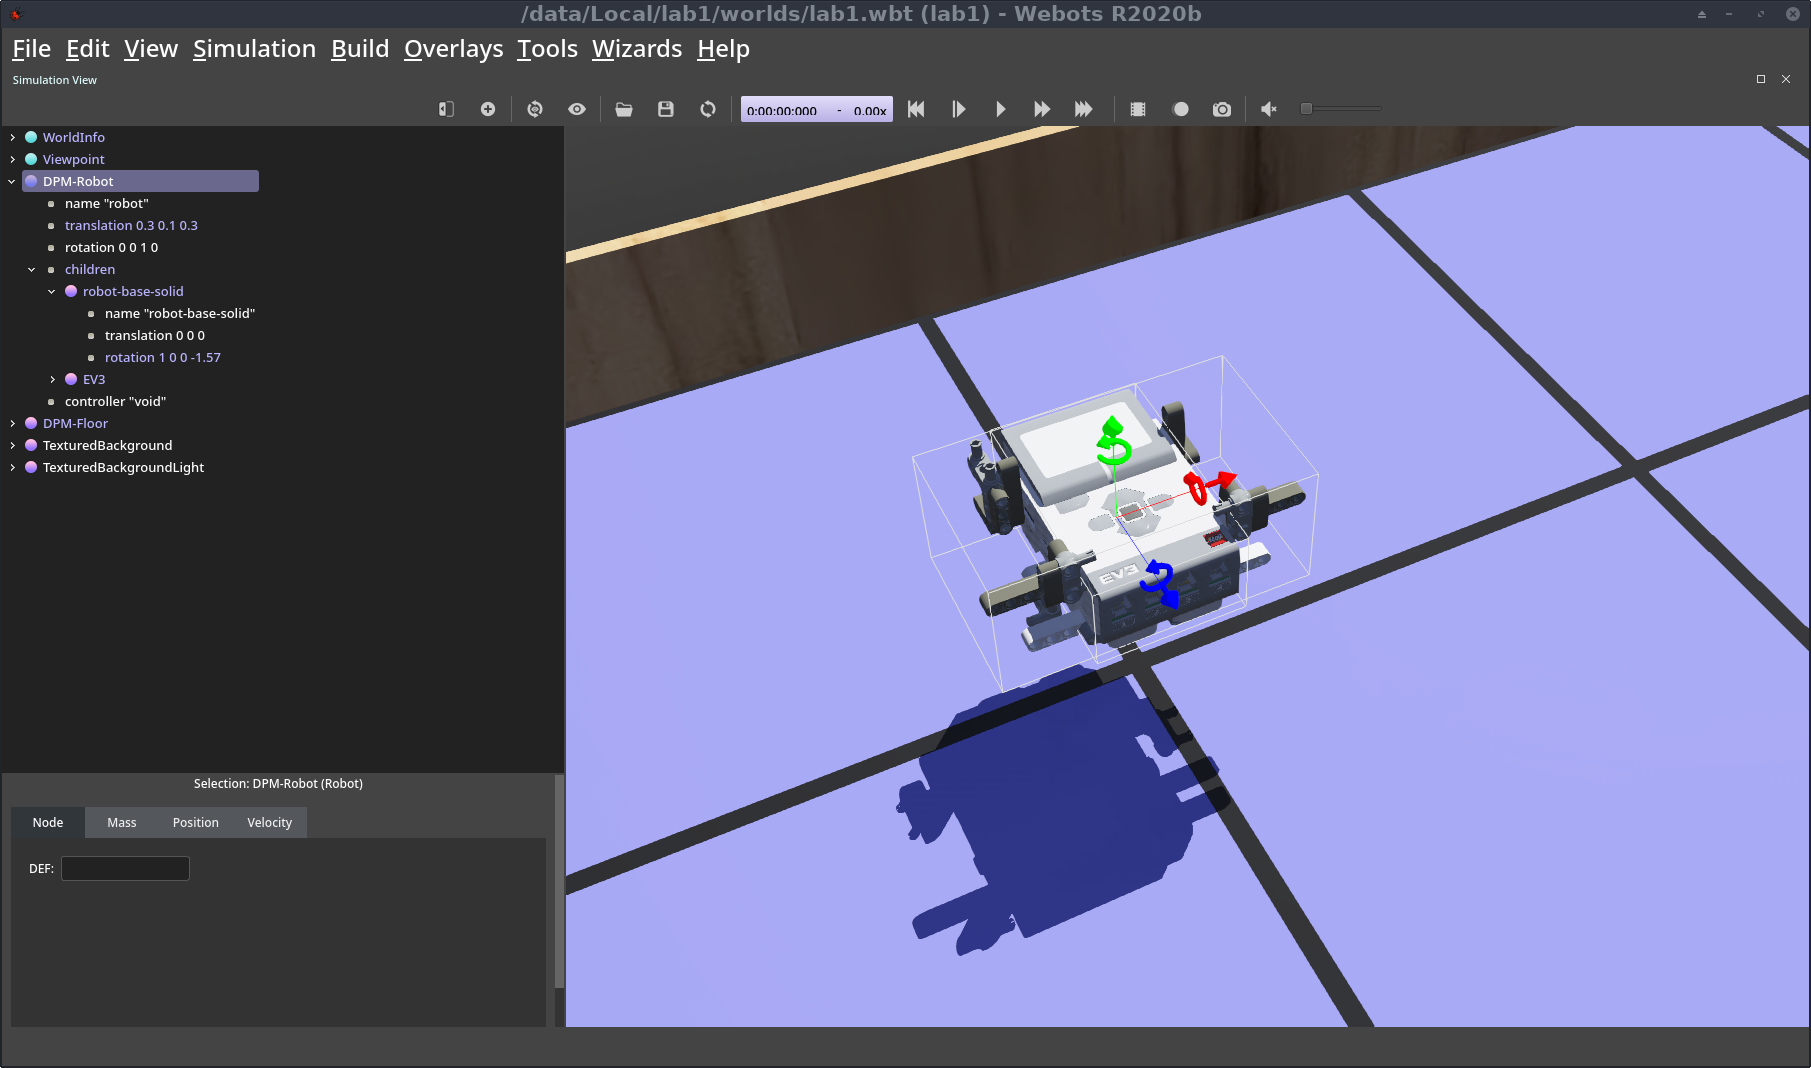 /data/Local/lab1/worlds/lab1.wbt (lab1) - Webots R2020b
File Edit View Simulation Build Overlays Tools Wizards Help
Simulation View
0:00:00:000 - 0.00x
WorldInfo
Viewpoint
DPM-Robot
name "robot"
translation 0.3 0.1 0.3
rotation 0 0 1 0
children
robot-base-solid
name "robot-base-solid"
translation 0 0 0
rotation 1 0 0 -1.57
EV3
controller "void"
DPM-Floor
TexturedBackground
TexturedBackgroundLight
EV3
Selection: DPM-Robot (Robot)
Node Mass Position Velocity
DEF: